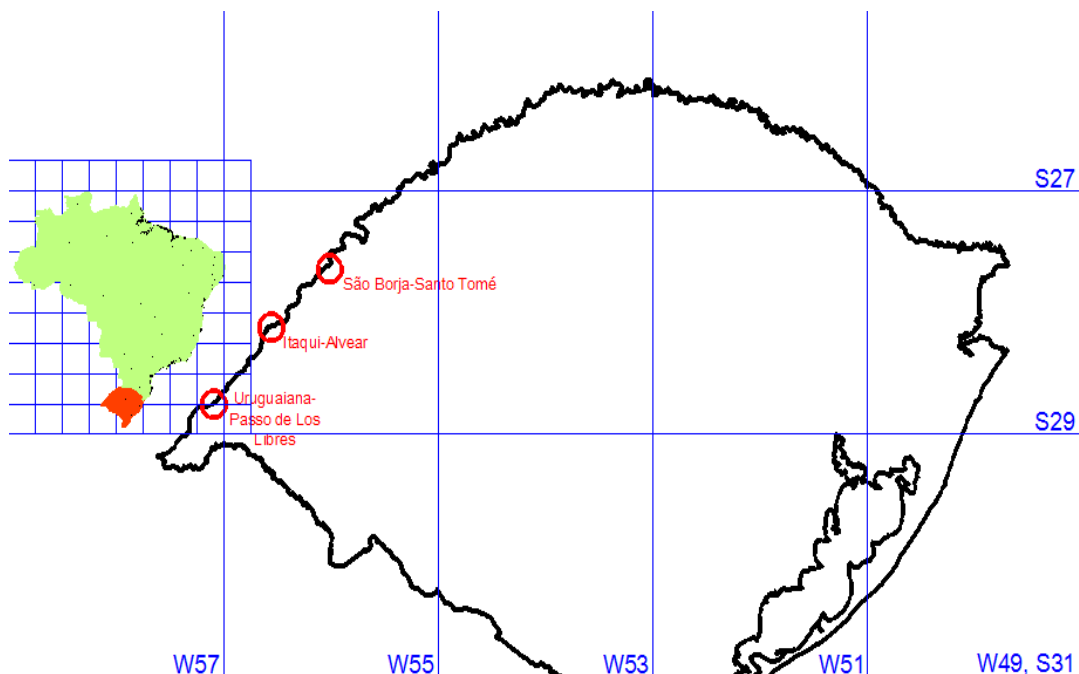 S27
São Borja-Santo Tomé
Itaqui-Alvear
Uruguaiana-
Passo de Los
Libres
S29
W57
W55
W53
W51
W49, S31